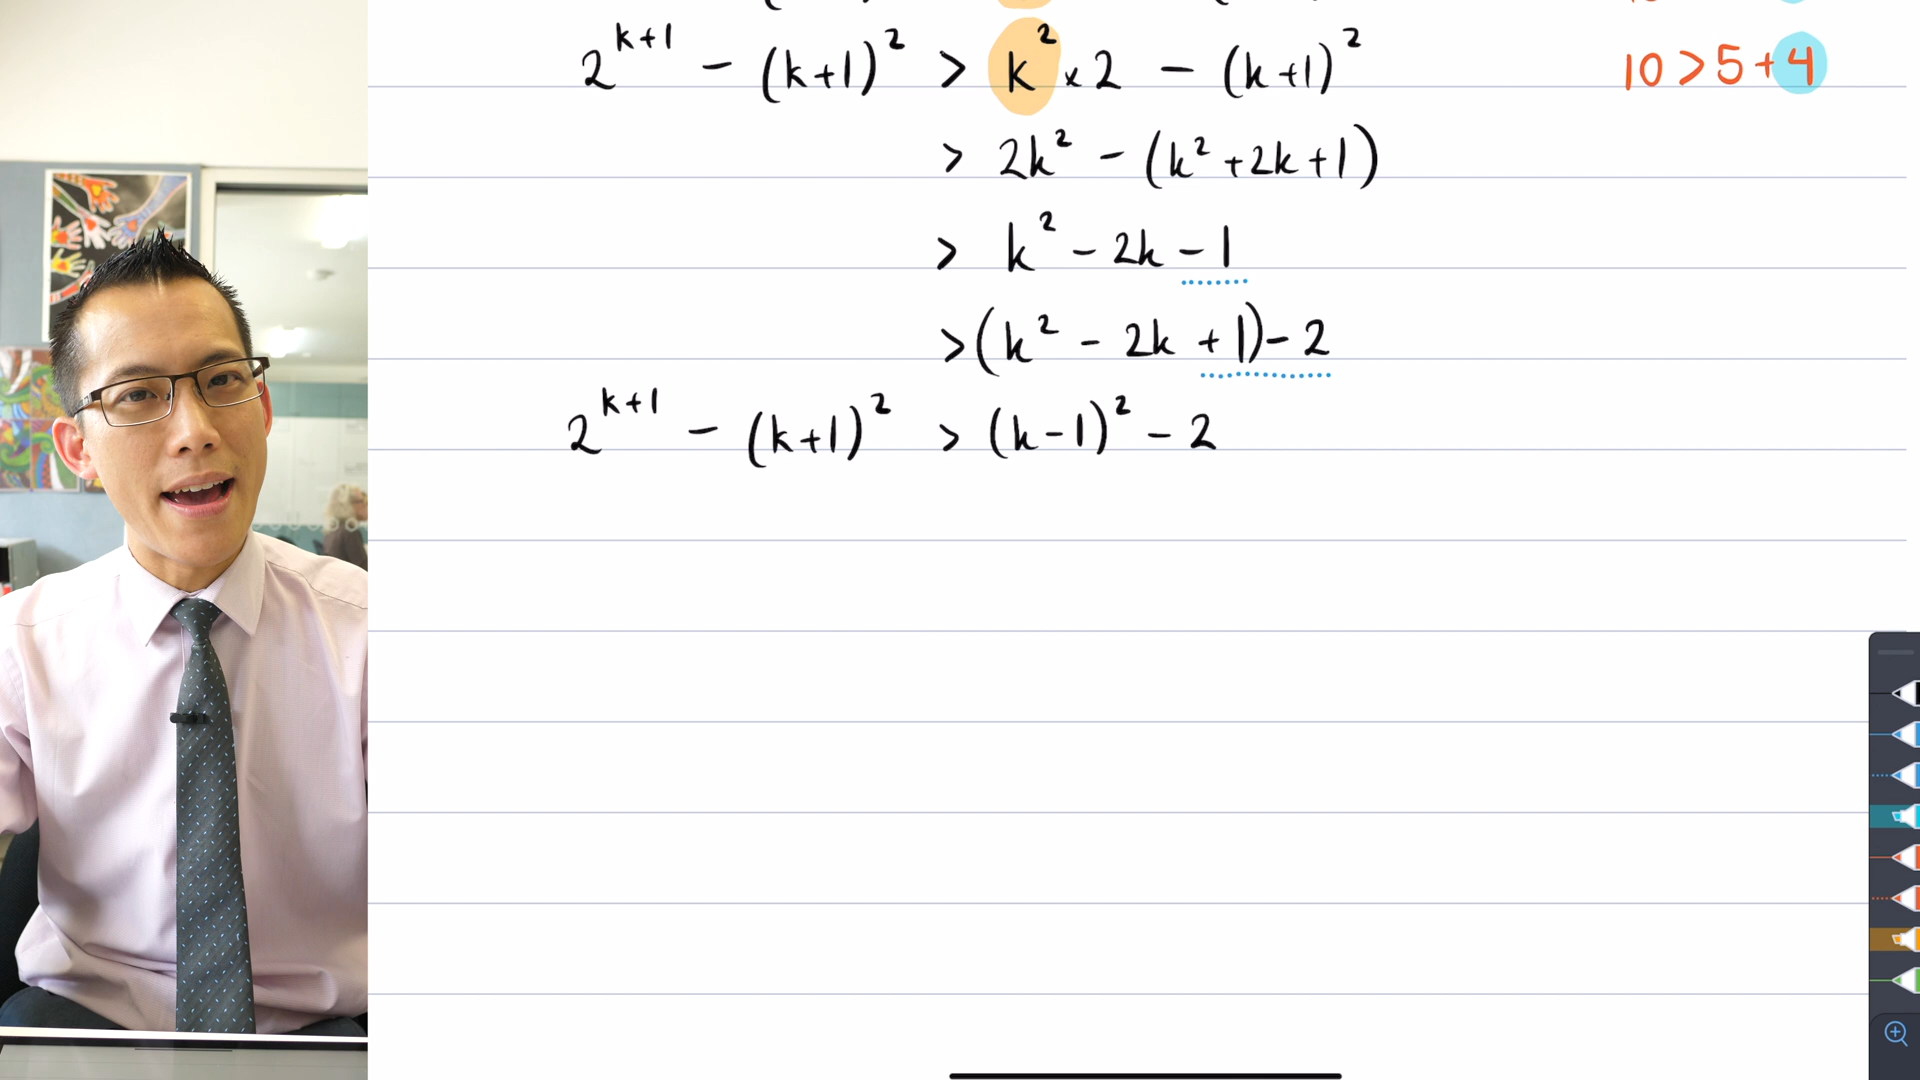 2^{k+1} - (k+1)^2 > k^2 × 2 - (k+1)^2
10 > 5 + 4
> 2k^2 - (k^2 + 2k + 1)
> k^2 - 2k - 1
> (k^2 - 2k + 1) - 2
2^{k+1} - (k+1)^2 > (k-1)^2 - 2